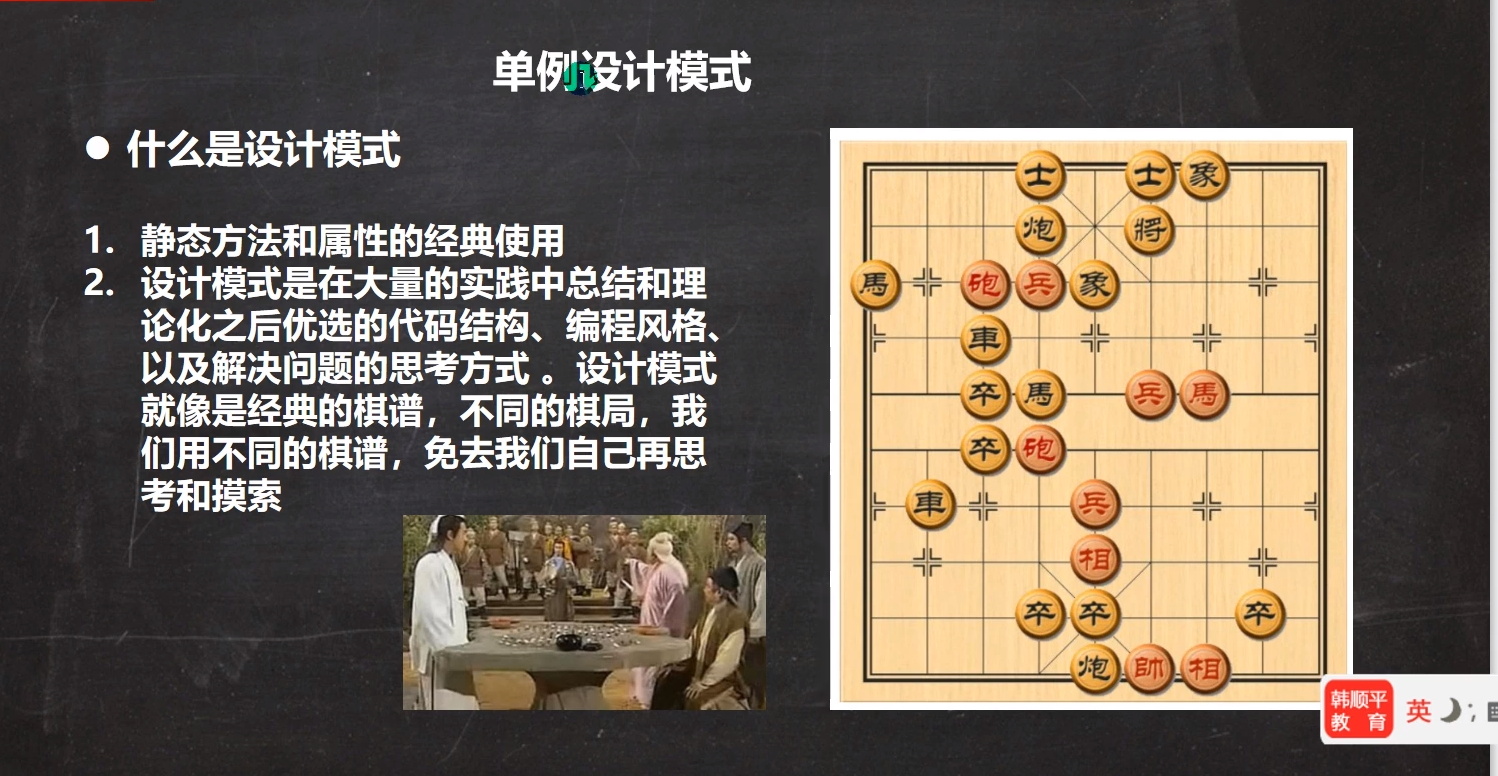 单例设计模式
● 什么是设计模式
1. 静态方法和属性的经典使用
2. 设计模式是在大量的实践中总结和理
论化之后优选的代码结构、编程风格、
以及解决问题的思考方式 。设计模式
就像是经典的棋谱，不同的棋局，我
们用不同的棋谱，免去我们自己再思
考和摸索
士 士 象
炮 將
馬 砲 兵 象
車
卒 馬 兵 馬
卒 砲
車 兵
相
卒 卒 卒
炮 帥 相
韩顺平
教 育
英